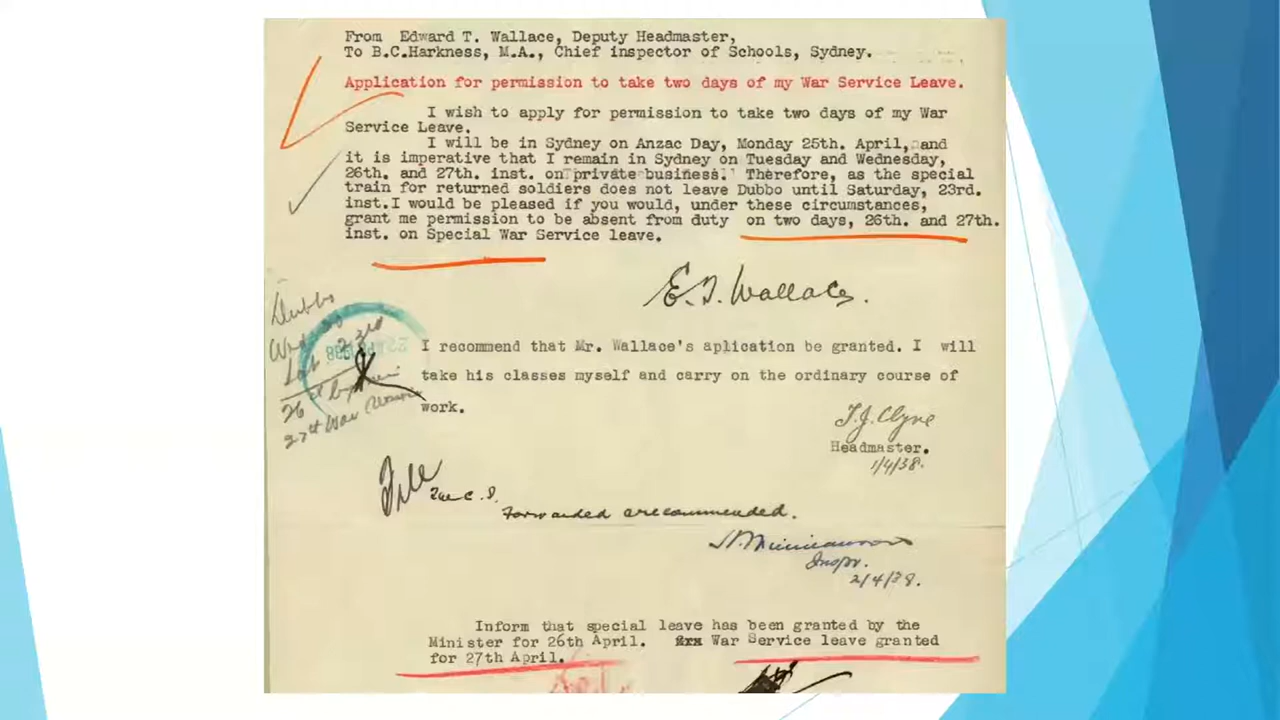 From Edward T. Wallace, Deputy Headmaster,
To B.C.Harkness, M.A., Chief inspector of Schools, Sydney.
Application for permission to take two days of my War Service Leave.
I wish to apply for permission to take two days of my War
Service Leave.
I will be in Sydney on Anzac Day, Monday 25th. April, and
it is imperative that I remain in Sydney on Tuesday and Wednesday,
26th. and 27th. inst. on private business. Therefore, as the special
train for returned soldiers does not leave Dubbo until Saturday, 23rd.
inst.I would be pleased if you would, under these circumstances,
grant me permission to be absent from duty on two days, 26th. and 27th.
inst. on Special War Service leave.
E. T. Wallace.
Dubbo
Sat 23rd
26
27th War
I recommend that Mr. Wallace's aplication be granted. I will
take his classes myself and carry on the ordinary course of
work.
T.J. Clyne
Headmaster.
1/4/38.
Forwarded & recommended.
Inspr.
2/4/38.
Inform that special leave has been granted by the
Minister for 26th April. War Service leave granted
for 27th April.